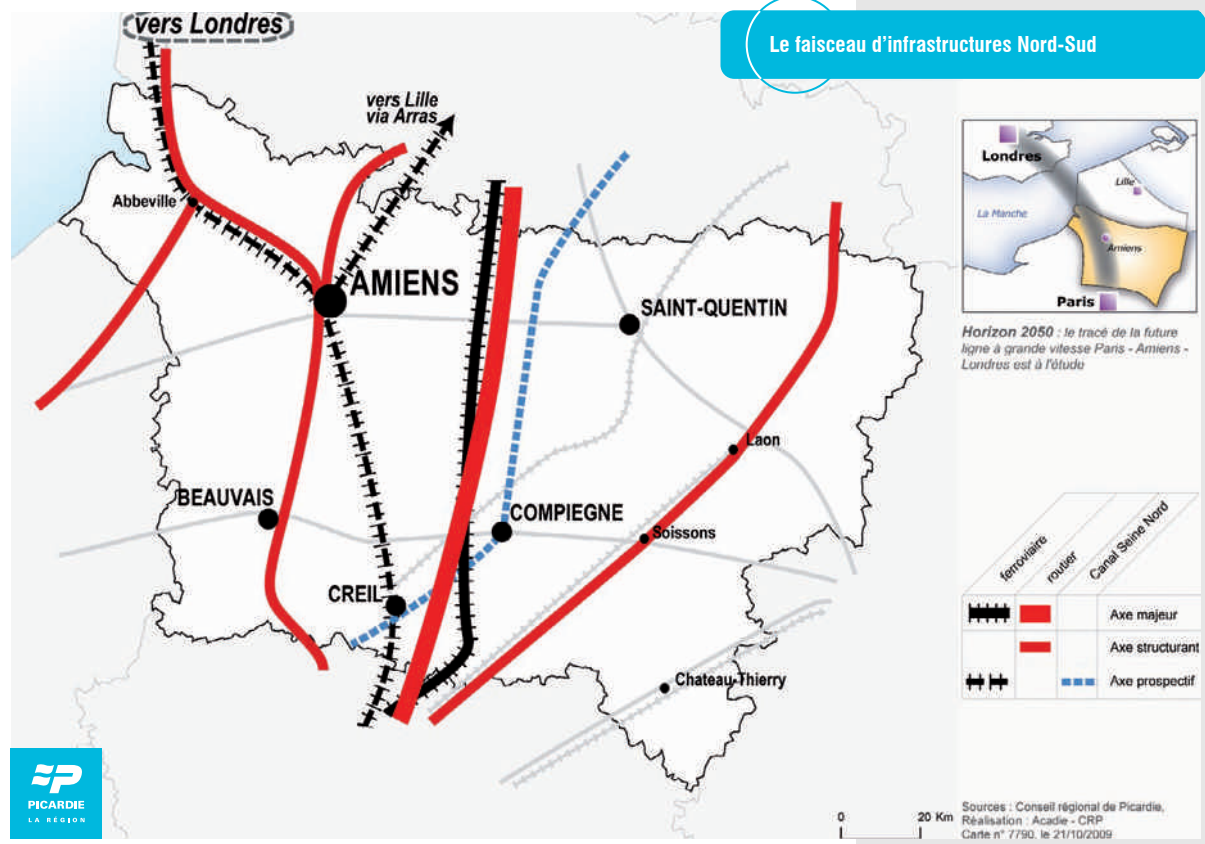 vers Londres
Le faisceau d'infrastructures Nord-Sud
vers Lille
via Arras
Abbeville
AMIENS
SAINT-QUENTIN
Laon
BEAUVAIS
COMPIEGNE
Soissons
CREIL
Chateau-Thierry
Londres
Lille
La Manche
Amiens
Paris
Horizon 2050 : le tracé de la future
ligne à grande vitesse Paris - Amiens -
Londres est à l'étude
ferroviaire
routier
Canal Seine Nord
Axe majeur
Axe structurant
Axe prospectif
PICARDIE
LA RÉGION
0 20 Km
Sources : Conseil régional de Picardie,
Réalisation : Acadie - CRP
Carte n° 7790, le 21/10/2009